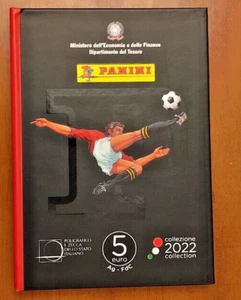 Ministero dell'Economia e delle Finanze
Dipartimento del Tesoro
PANINI
POLIGRAFICO
E ZECCA
DELLO STATO
ITALIANO
5
euro
Ag - FdC
collezione
2022
collection